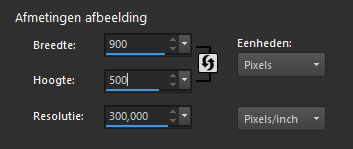 Afmetingen afbeelding
Breedte: 900 Eenheden:
Hoogte: 500 Pixels
Resolutie: 300,000 Pixels/inch